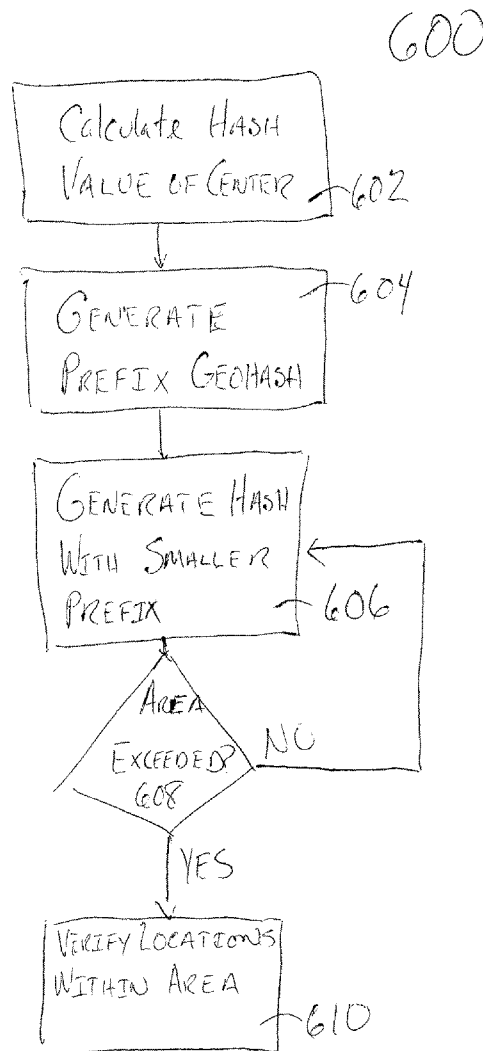 600
Calculate HASH
VALUE OF CENTER
602
604
GENERATE
PREFIX GEOHASH
GENERATE HASH
WITH SMALLER
PREFIX
606
AREA
EXCEEDED?
608
NO
YES
VERIFY LOCATIONS
WITHIN AREA
610